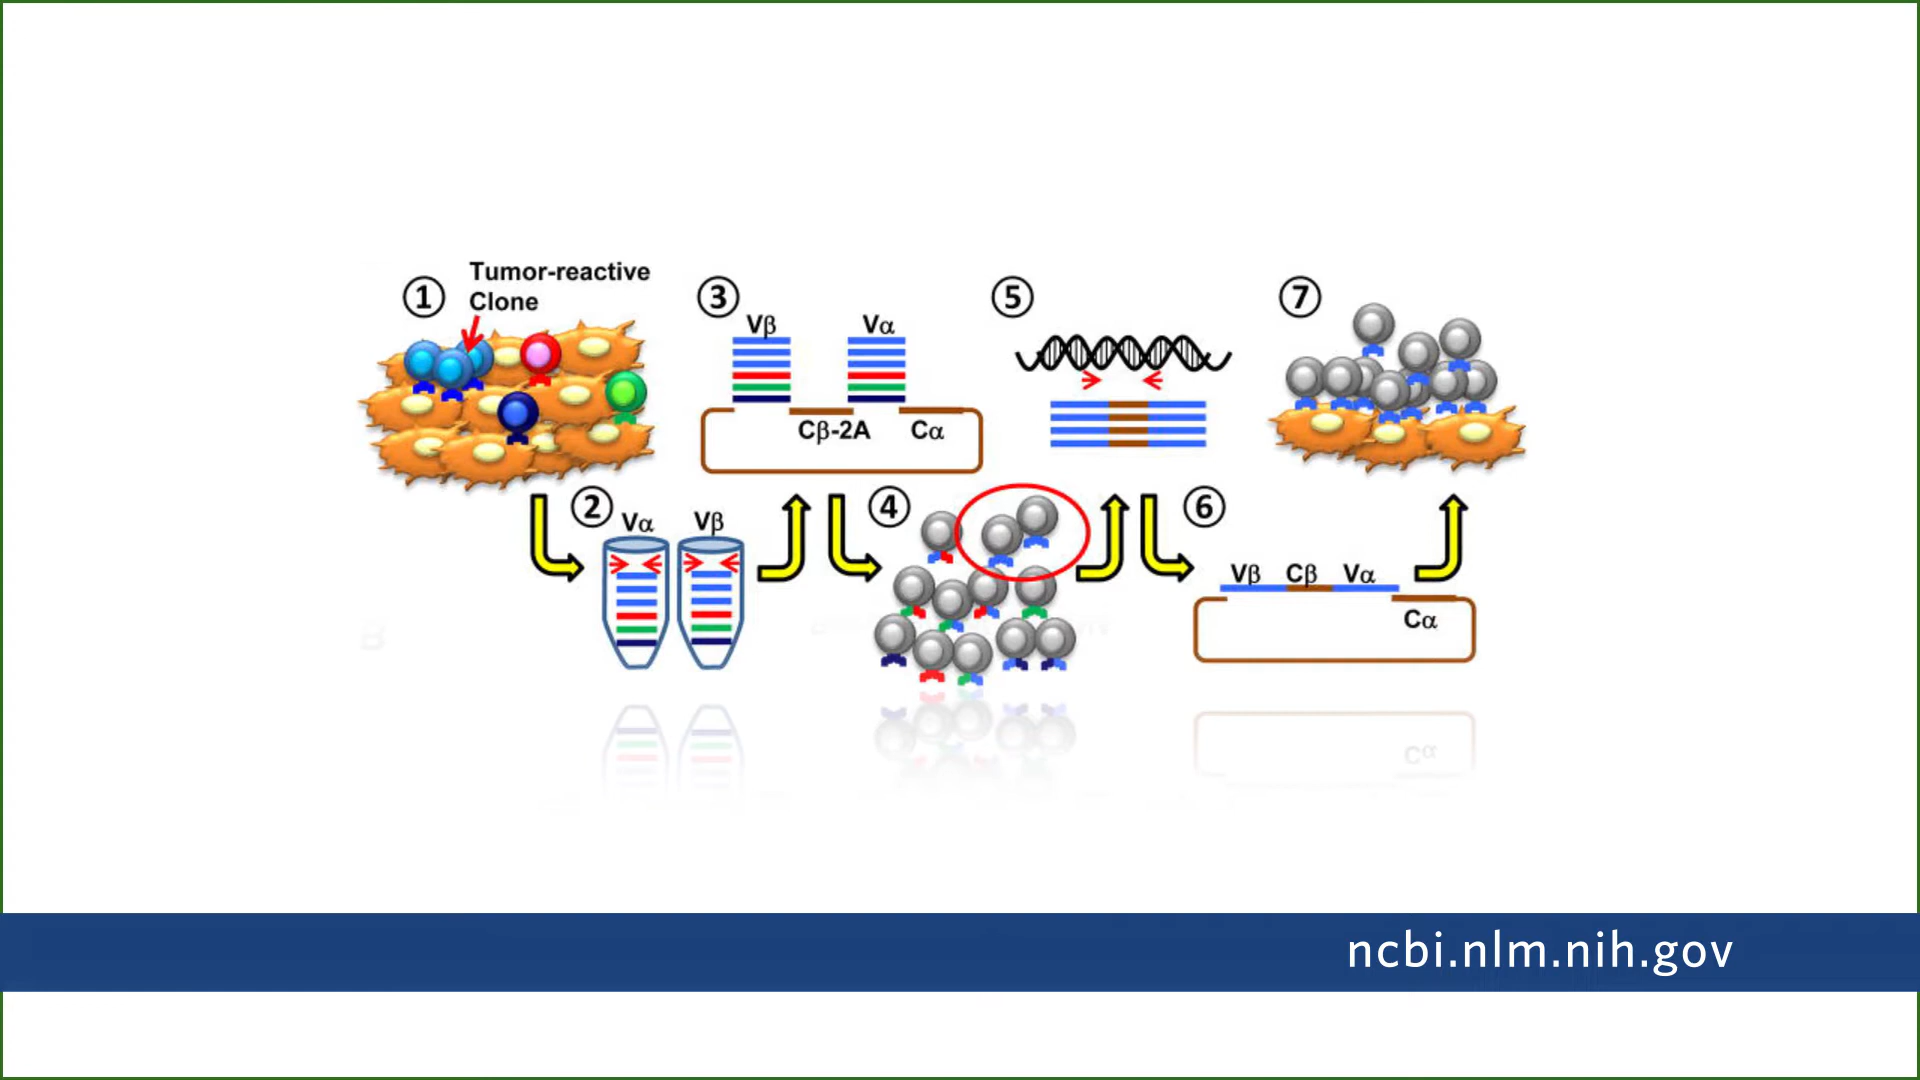 ①
Tumor-reactive
Clone
②
Vα
Vβ
③
Vβ
Vα
Cβ-2A
Cα
④
⑤
⑥
Vβ
Cβ
Vα
Cα
⑦
ncbi.nlm.nih.gov